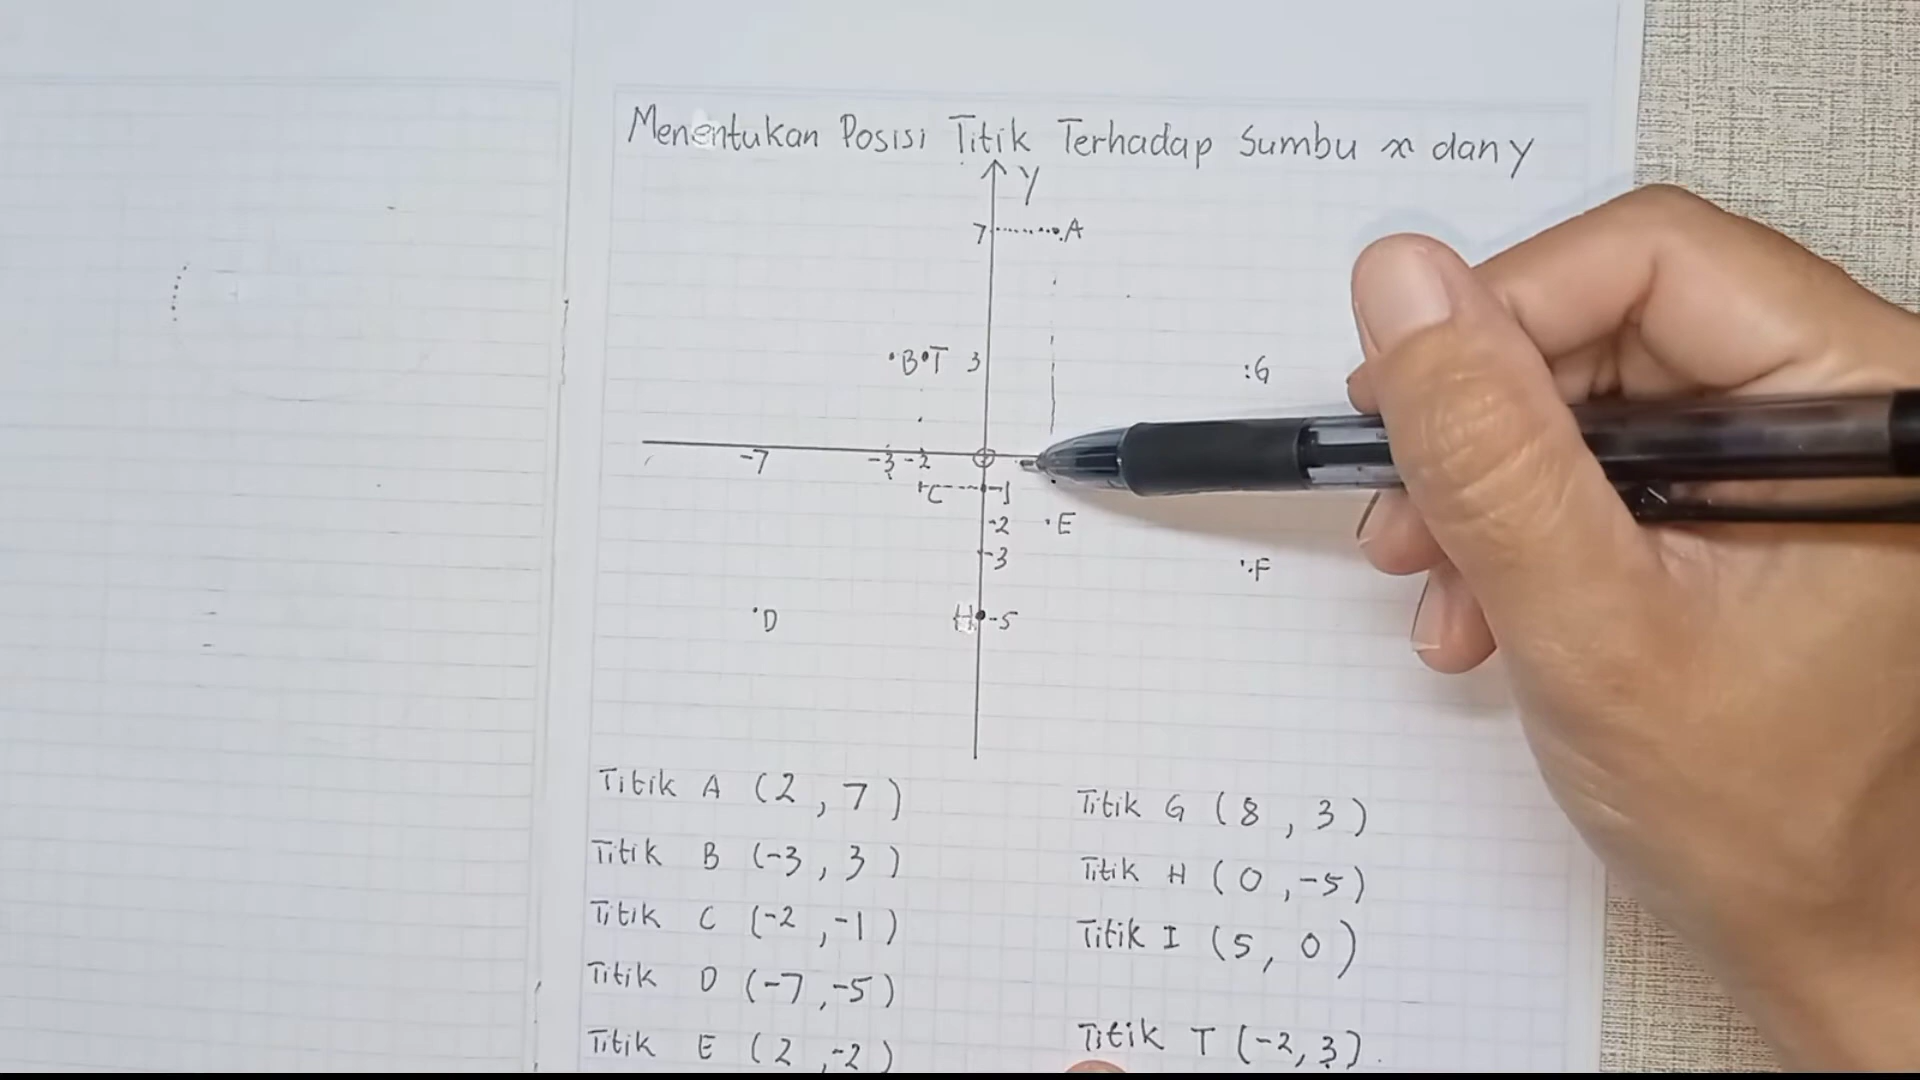 Menentukan Posisi Titik Terhadap Sumbu x dan y
Y
7 A
B T 3 G
-7 -3 -2
C -1
-2 E
-3 F
D H -5
Titik A (2, 7)
Titik B (-3, 3)
Titik C (-2, -1)
Titik D (-7, -5)
Titik E (2, -2)
Titik G (8, 3)
Titik H (0, -5)
Titik I (5, 0)
Titik T (-2, 3).